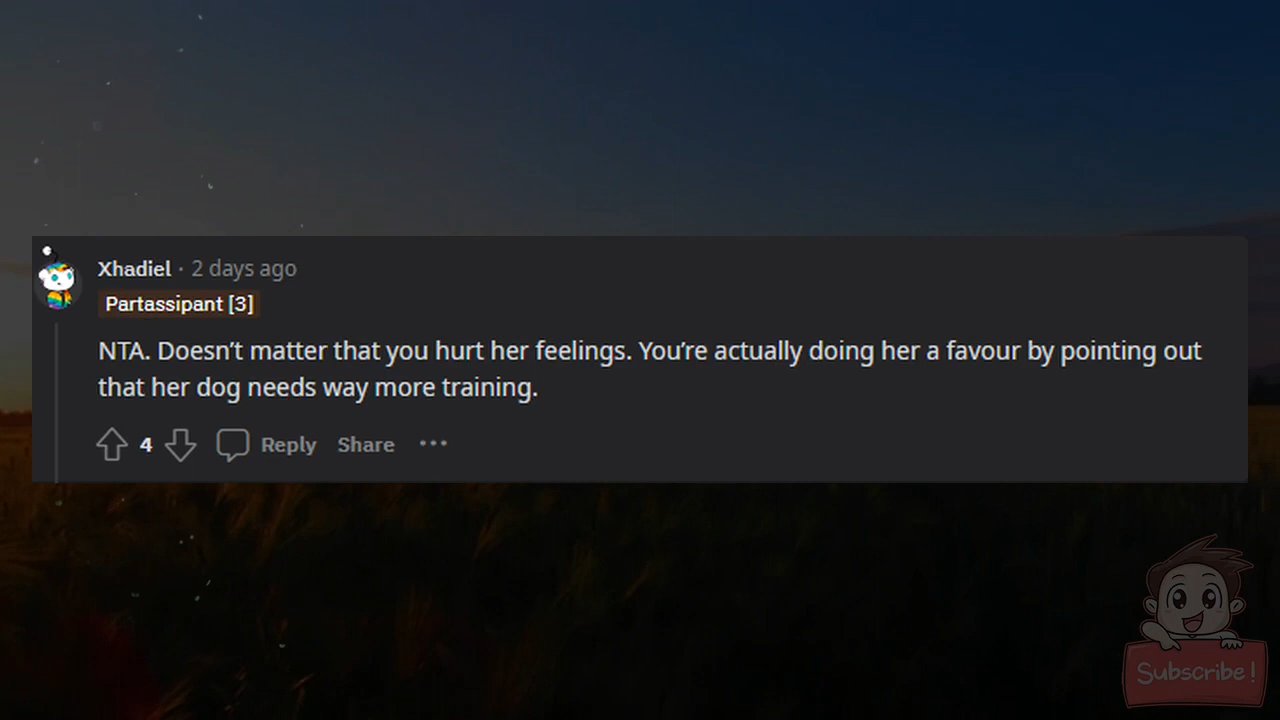 Xhadiel · 2 days ago
Partassipant [3]
NTA. Doesn’t matter that you hurt her feelings. You’re actually doing her a favour by pointing out
that her dog needs way more training.
4 Reply Share ···
Subscribe!